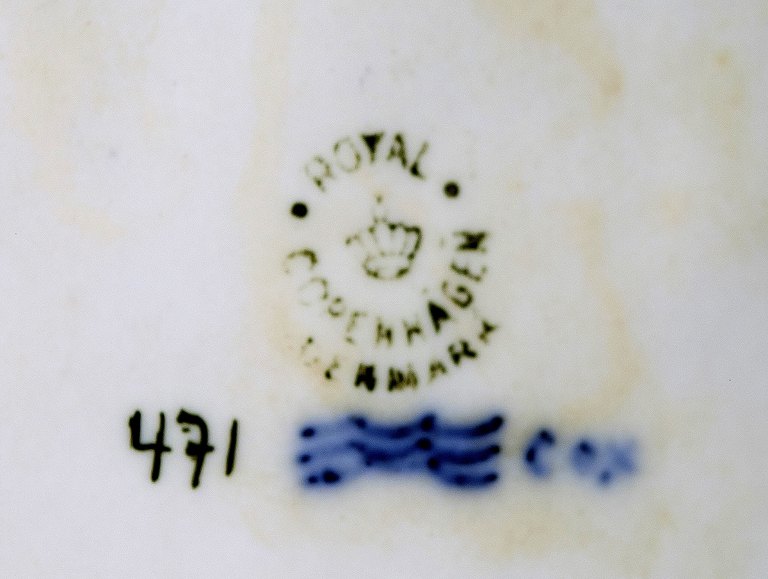 ROYAL
COPENHAGEN
DENMARK
471